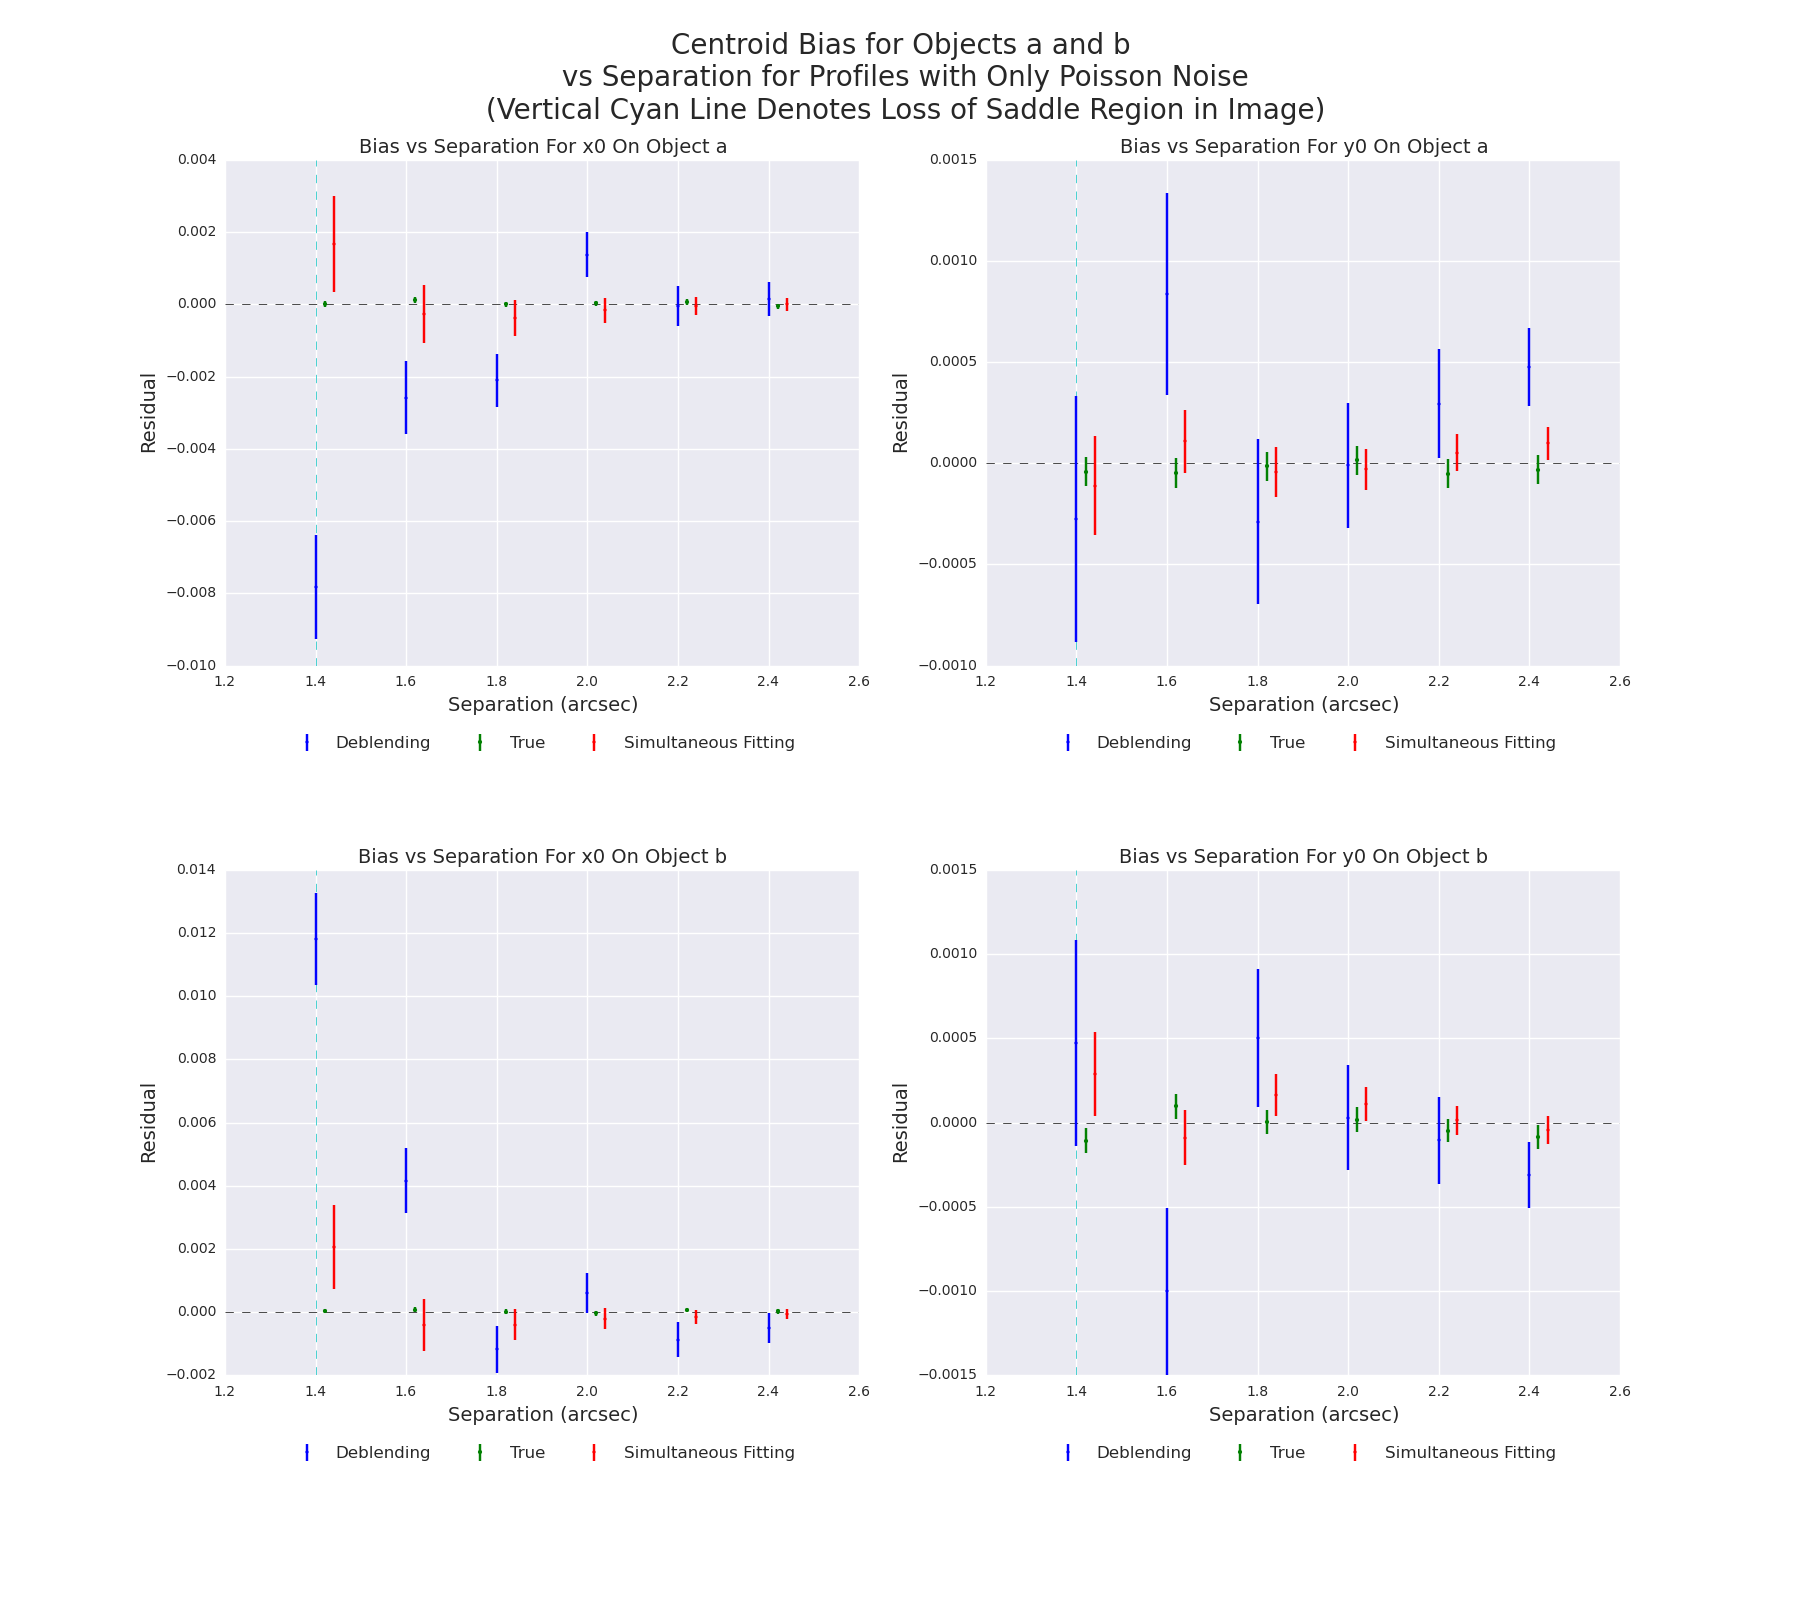 Centroid Bias for Objects a and b
vs Separation for Profiles with Only Poisson Noise
(Vertical Cyan Line Denotes Loss of Saddle Region in Image)
Bias vs Separation For x0 On Object a
0.004
0.002
0.000
−0.002
−0.004
−0.006
−0.008
−0.010
Residual
1.2 1.4 1.6 1.8 2.0 2.2 2.4 2.6
Separation (arcsec)
Deblending True Simultaneous Fitting
Bias vs Separation For y0 On Object a
0.0015
0.0010
0.0005
0.0000
−0.0005
−0.0010
Residual
1.2 1.4 1.6 1.8 2.0 2.2 2.4 2.6
Separation (arcsec)
Deblending True Simultaneous Fitting
Bias vs Separation For x0 On Object b
0.014
0.012
0.010
0.008
0.006
0.004
0.002
0.000
−0.002
Residual
1.2 1.4 1.6 1.8 2.0 2.2 2.4 2.6
Separation (arcsec)
Deblending True Simultaneous Fitting
Bias vs Separation For y0 On Object b
0.0015
0.0010
0.0005
0.0000
−0.0005
−0.0010
−0.0015
Residual
1.2 1.4 1.6 1.8 2.0 2.2 2.4 2.6
Separation (arcsec)
Deblending True Simultaneous Fitting